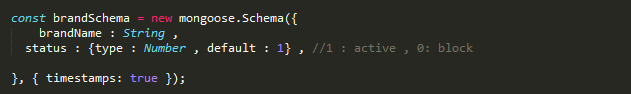 const brandSchema = new mongoose.Schema({
    brandName : String ,
  status : {type : Number , default : 1} , //1 : active , 0: block
}, { timestamps: true });